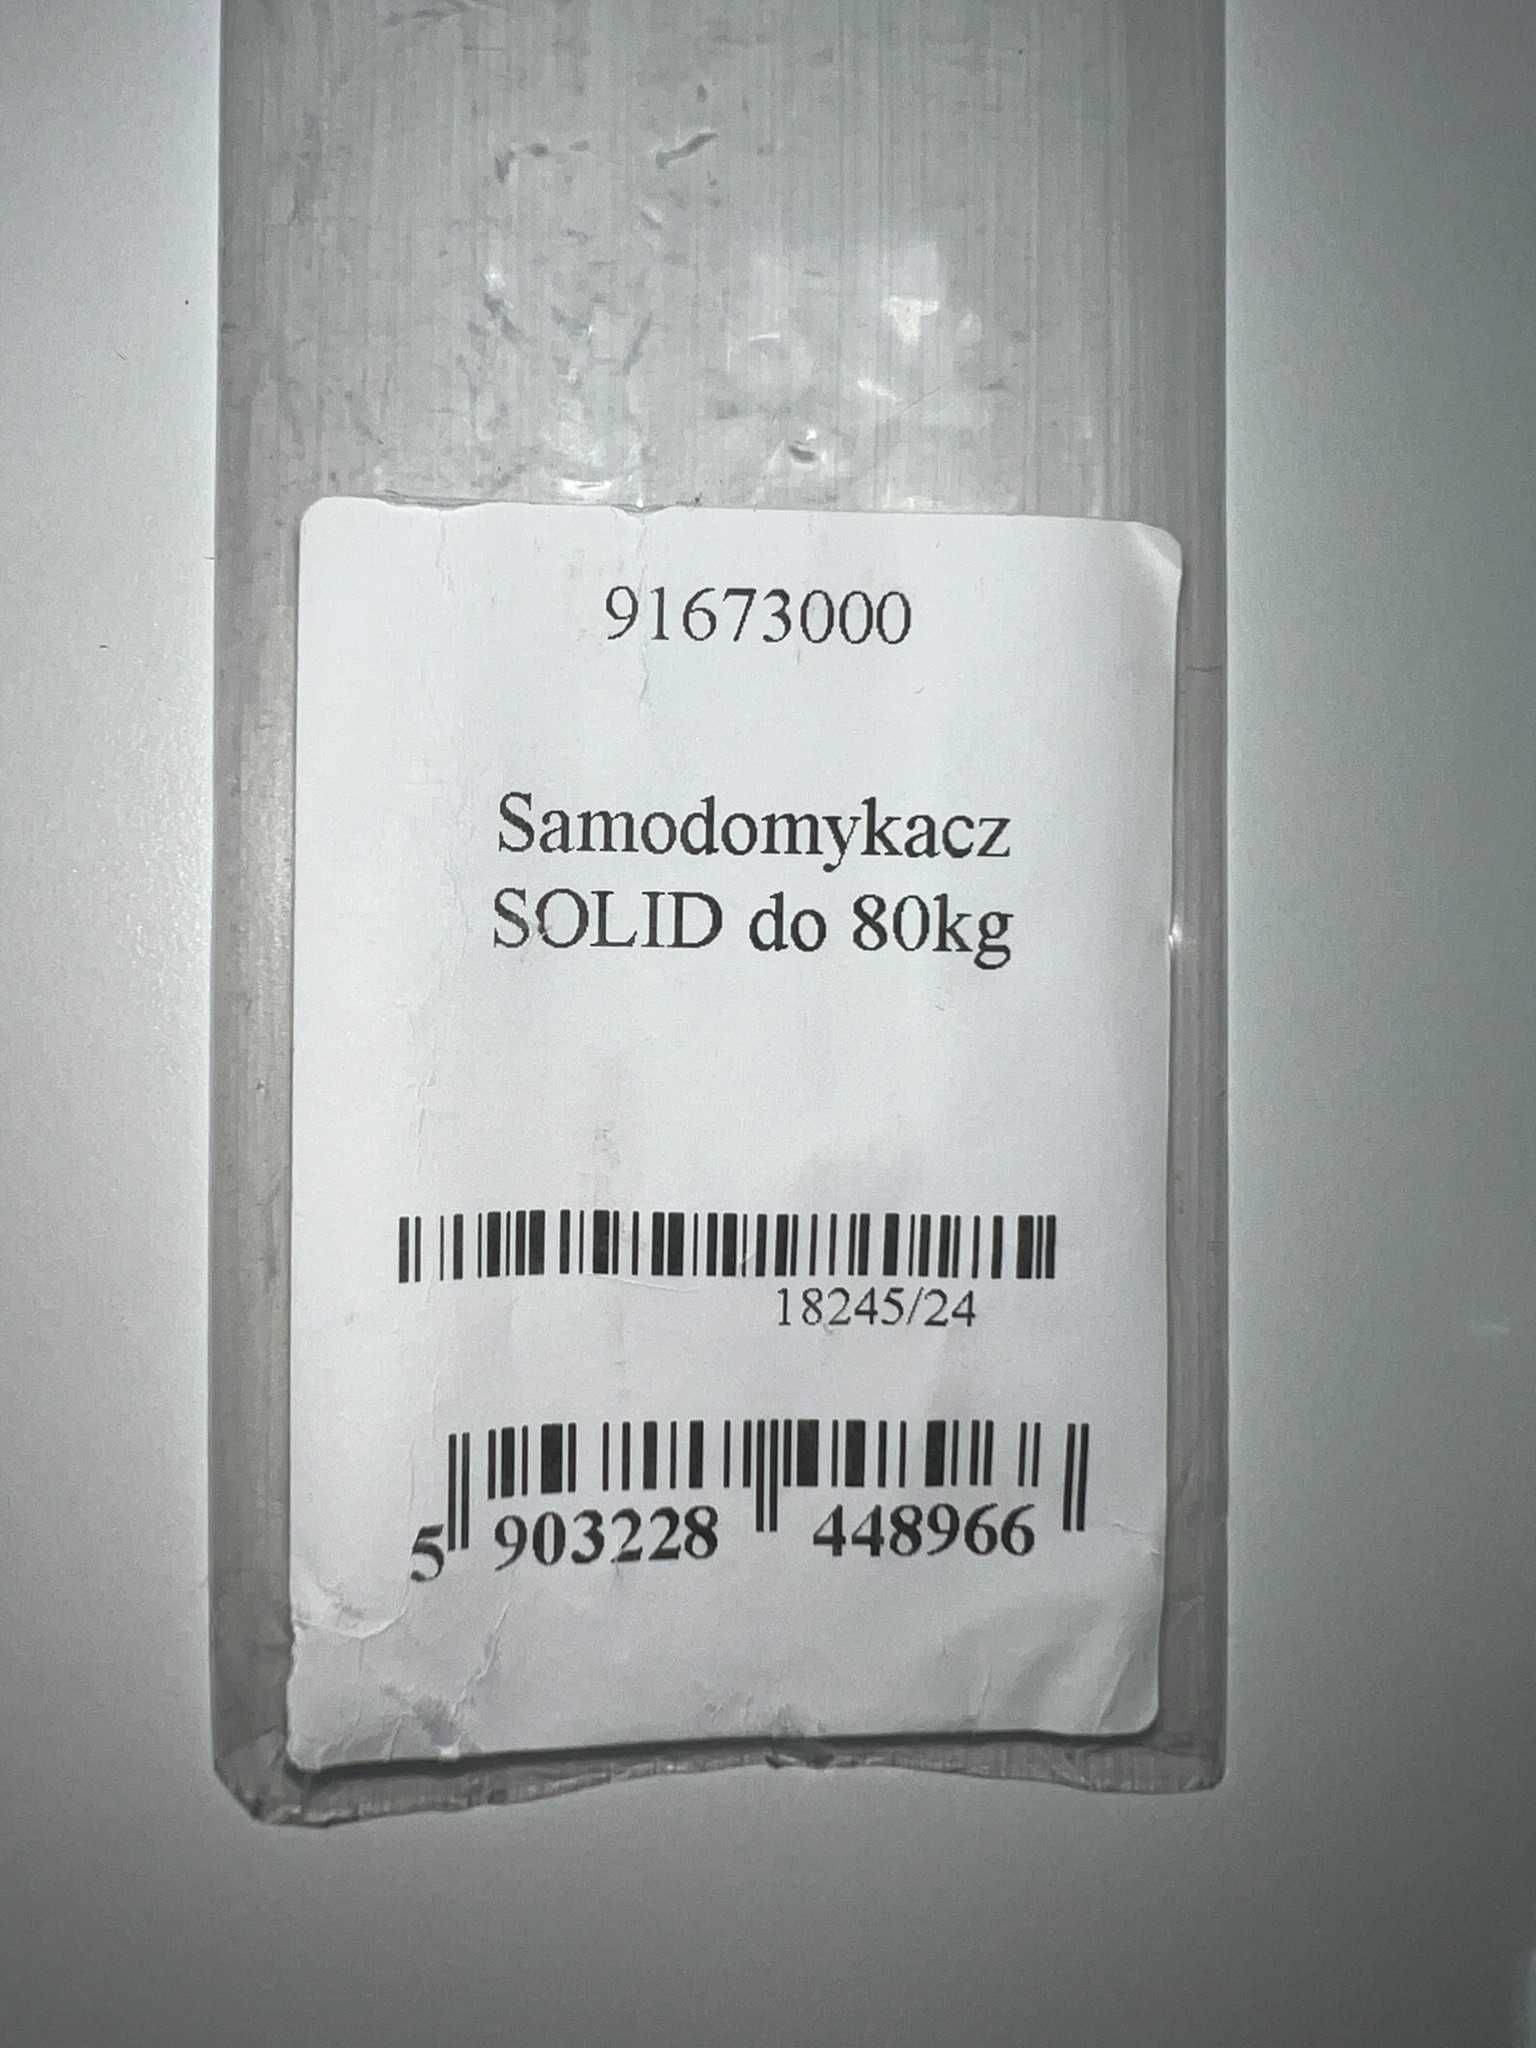 91673000
Samodomykacz
SOLID do 80kg
18245/24
5 903228 448966